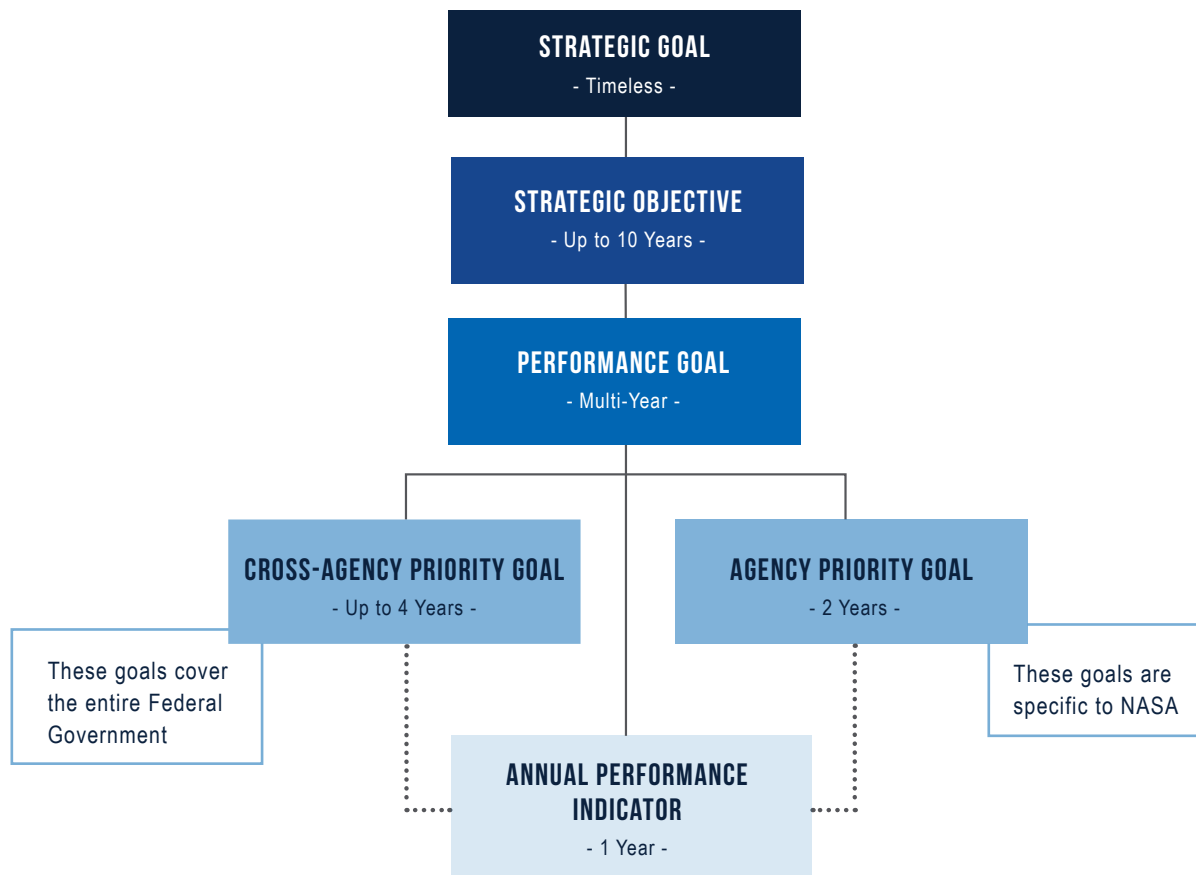 STRATEGIC GOAL
- Timeless -
STRATEGIC OBJECTIVE
- Up to 10 Years -
PERFORMANCE GOAL
- Multi-Year -
CROSS-AGENCY PRIORITY GOAL
- Up to 4 Years -
AGENCY PRIORITY GOAL
- 2 Years -
These goals cover
the entire Federal
Government
These goals are
specific to NASA
ANNUAL PERFORMANCE
INDICATOR
- 1 Year -